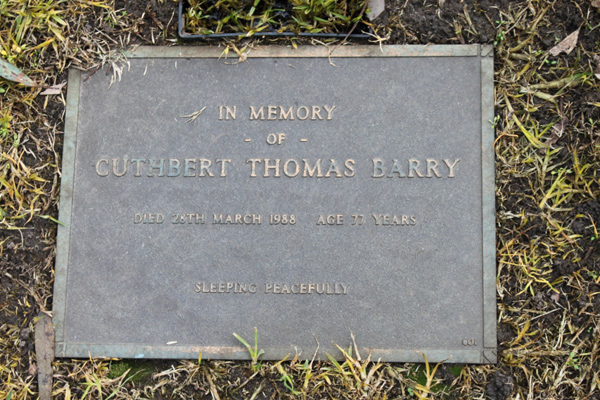 IN MEMORY
- OF -
CUTHBERT THOMAS BARRY
DIED 28TH MARCH 1988 AGE 77 YEARS
SLEEPING PEACEFULLY